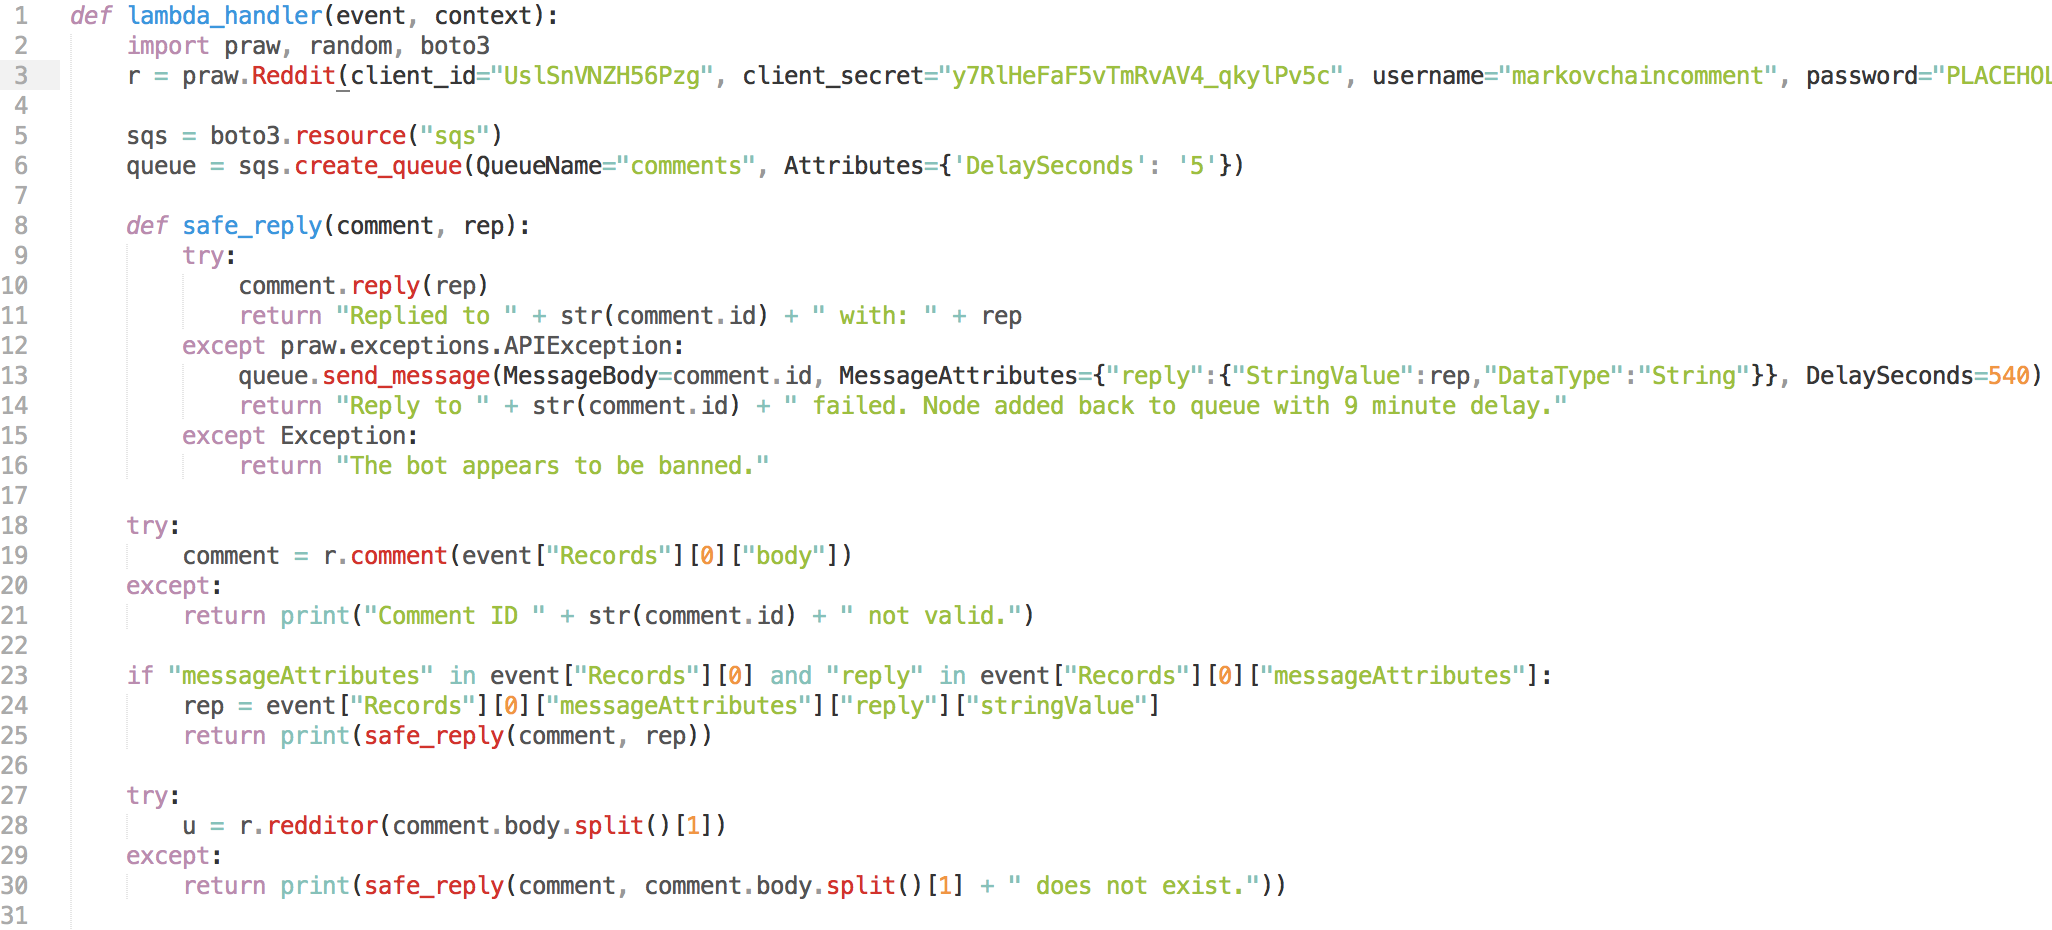 1 def lambda_handler(event, context):
2 import praw, random, boto3
3 r = praw.Reddit(client_id="UslSnVNZH56Pzg", client_secret="y7RlHeFaF5vTmRvAV4_qkylPv5c", username="markovchaincomment", password="PLACEHOL
4
5 sqs = boto3.resource("sqs")
6 queue = sqs.create_queue(QueueName="comments", Attributes={'DelaySeconds': '5'})
7
8 def safe_reply(comment, rep):
9 try:
10 comment.reply(rep)
11 return "Replied to " + str(comment.id) + " with: " + rep
12 except praw.exceptions.APIException:
13 queue.send_message(MessageBody=comment.id, MessageAttributes={"reply":{"StringValue":rep,"DataType":"String"}}, DelaySeconds=540)
14 return "Reply to " + str(comment.id) + " failed. Node added back to queue with 9 minute delay."
15 except Exception:
16 return "The bot appears to be banned."
17
18 try:
19 comment = r.comment(event["Records"][0]["body"])
20 except:
21 return print("Comment ID " + str(comment.id) + " not valid.")
22
23 if "messageAttributes" in event["Records"][0] and "reply" in event["Records"][0]["messageAttributes"]:
24 rep = event["Records"][0]["messageAttributes"]["reply"]["stringValue"]
25 return print(safe_reply(comment, rep))
26
27 try:
28 u = r.redditor(comment.body.split()[1])
29 except:
30 return print(safe_reply(comment, comment.body.split()[1] + " does not exist."))
31